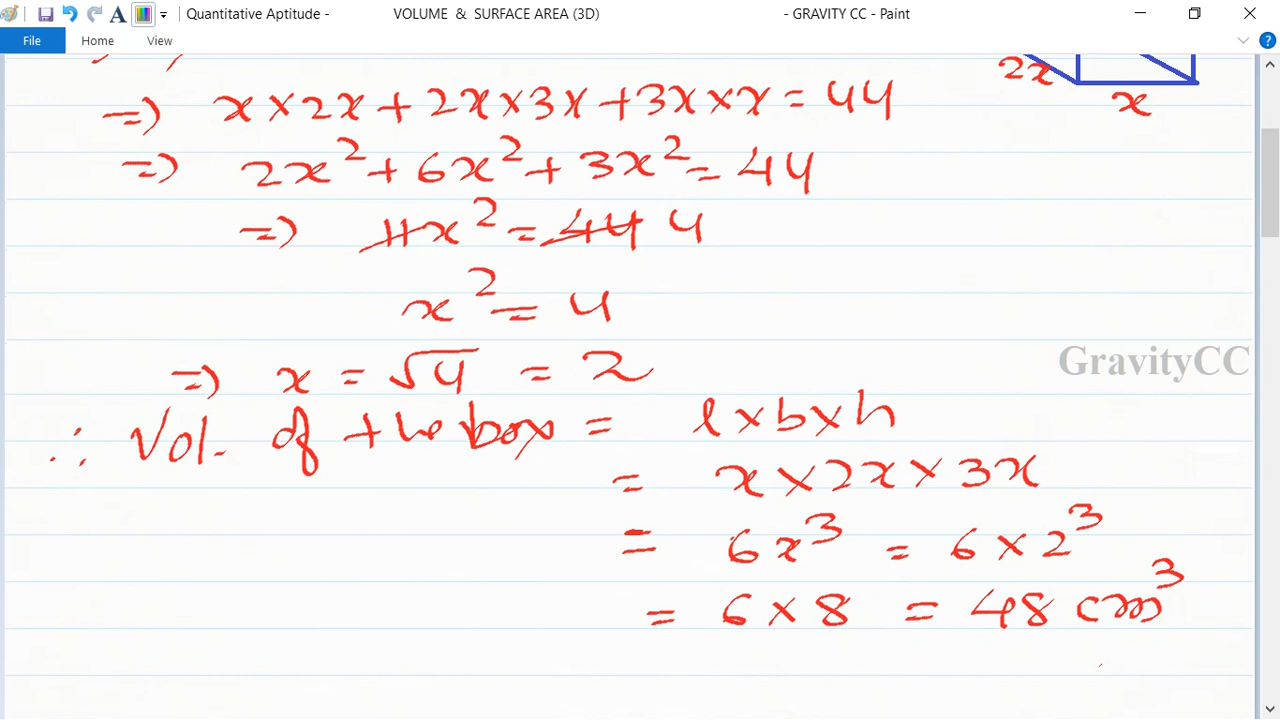 Quantitative Aptitude - VOLUME & SURFACE AREA (3D) - GRAVITY CC - Paint
File Home View
2x
x
=) x × 2x + 2x × 3x + 3x × x = 44
=) 2x² + 6x² + 3x² = 44
=) 11x² = 44 4
x² = 4
GravityCC
=) x = √4 = 2
∴ Vol. of the box = l × b × h
= x × 2x × 3x
= 6x³ = 6 × 2³
= 6 × 8 = 48 cm³